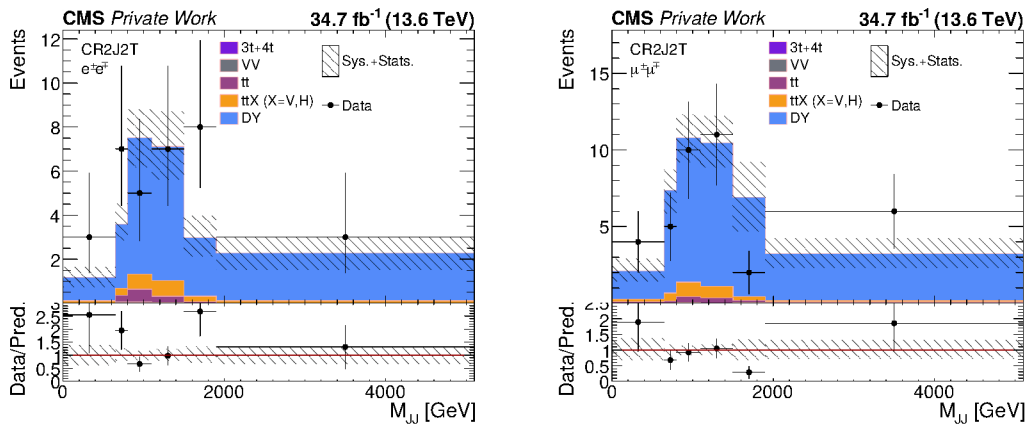 CMS Private Work 34.7 fb⁻¹ (13.6 TeV)
Events
12
10
8
6
4
2
CR2J2T
e±e∓
3t+4t
VV
tt
ttX (X=V,H)
DY
Sys.+Stats.
Data
Data/Pred.
2.5
2
1.5
1
0.5
0
0 2000 4000
M_JJ [GeV]
CMS Private Work 34.7 fb⁻¹ (13.6 TeV)
Events
15
10
5
CR2J2T
μ±μ∓
3t+4t
VV
tt
ttX (X=V,H)
DY
Sys.+Stats.
Data
Data/Pred.
2.5
2
1.5
1
0.5
0
0 2000 4000
M_JJ [GeV]